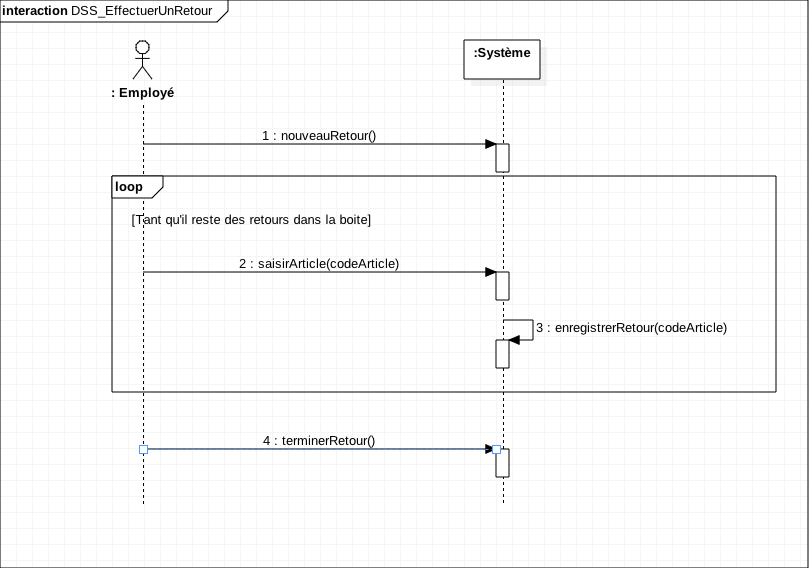 interaction DSS_EffectuerUnRetour
:Système
: Employé
1 : nouveauRetour()
loop
[Tant qu'il reste des retours dans la boite]
2 : saisirArticle(codeArticle)
3 : enregistrerRetour(codeArticle)
4 : terminerRetour()